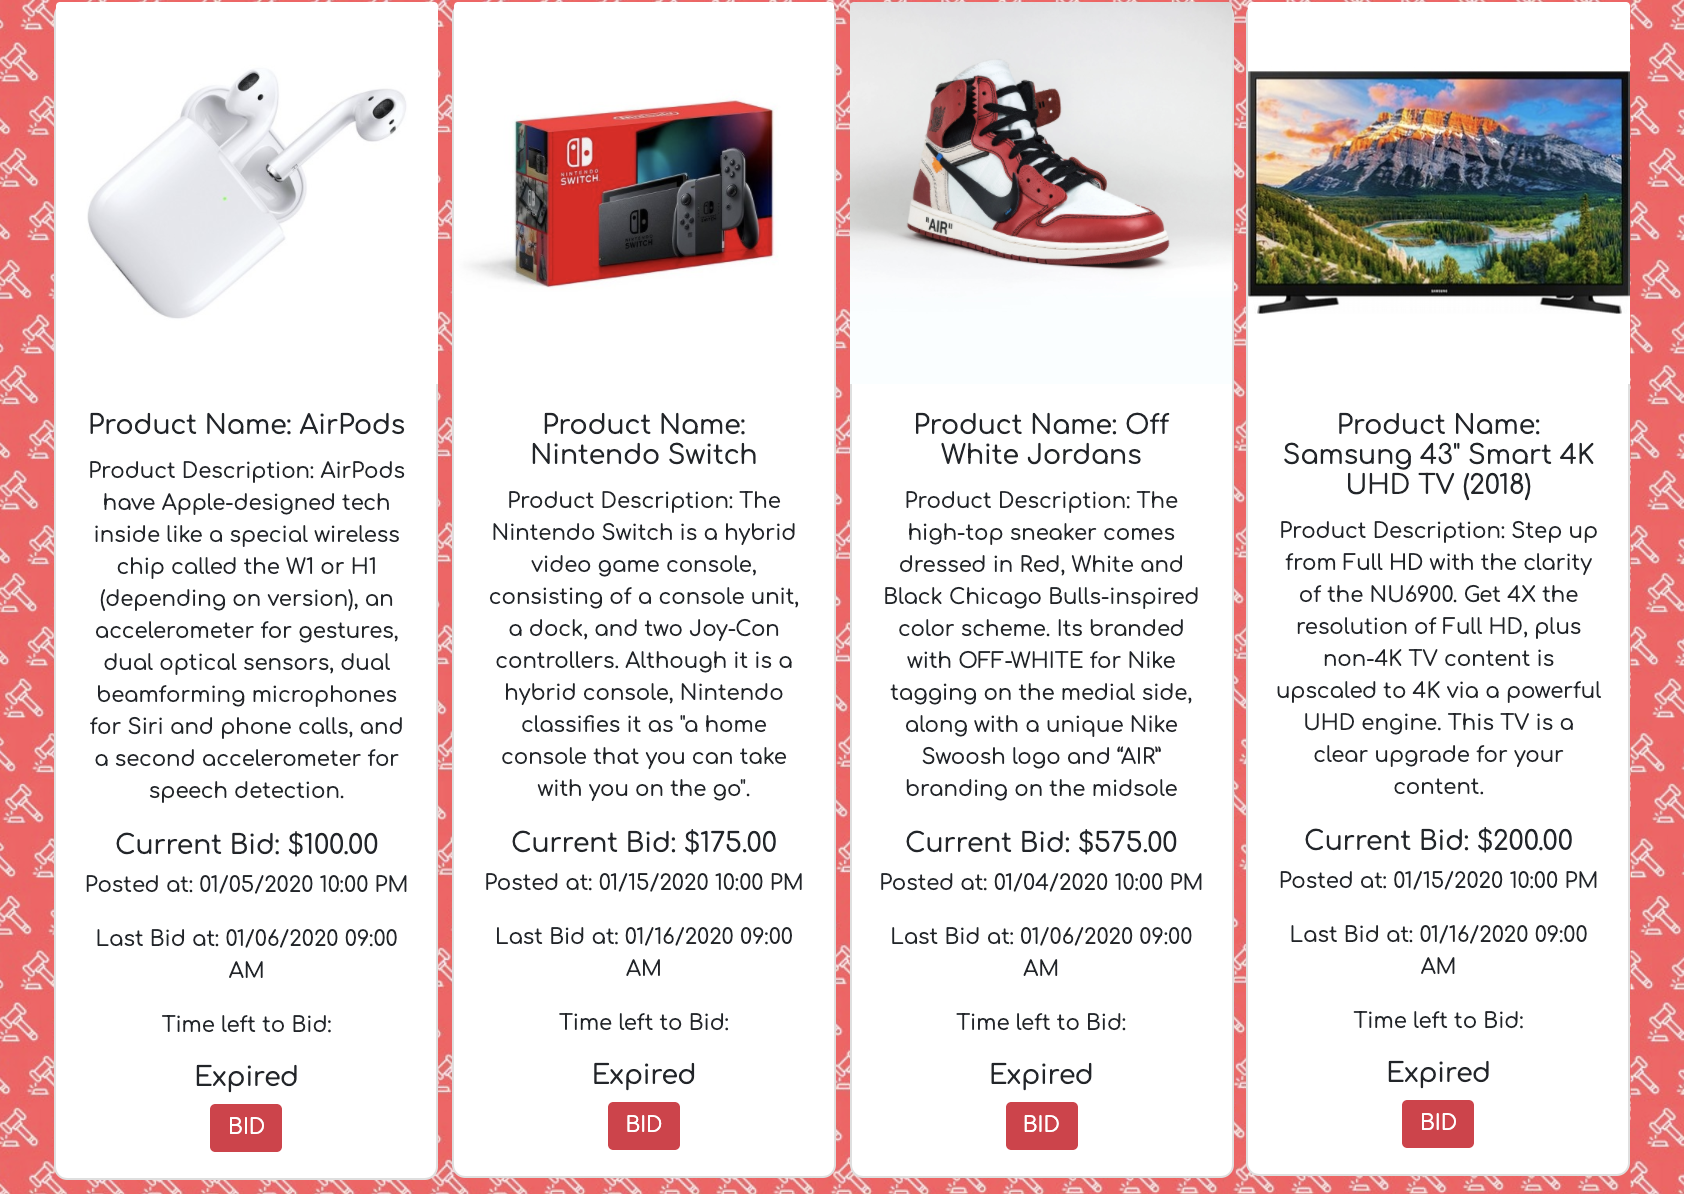 NINTENDO
SWITCH
NINTENDO
SWITCH
"AIR"
SAMSUNG
Product Name: AirPods
Product Description: AirPods
have Apple-designed tech
inside like a special wireless
chip called the W1 or H1
(depending on version), an
accelerometer for gestures,
dual optical sensors, dual
beamforming microphones
for Siri and phone calls, and
a second accelerometer for
speech detection.
Current Bid: $100.00
Posted at: 01/05/2020 10:00 PM
Last Bid at: 01/06/2020 09:00
AM
Time left to Bid:
Expired
BID
Product Name:
Nintendo Switch
Product Description: The
Nintendo Switch is a hybrid
video game console,
consisting of a console unit,
a dock, and two Joy-Con
controllers. Although it is a
hybrid console, Nintendo
classifies it as "a home
console that you can take
with you on the go".
Current Bid: $175.00
Posted at: 01/15/2020 10:00 PM
Last Bid at: 01/16/2020 09:00
AM
Time left to Bid:
Expired
BID
Product Name: Off
White Jordans
Product Description: The
high-top sneaker comes
dressed in Red, White and
Black Chicago Bulls-inspired
color scheme. Its branded
with OFF-WHITE for Nike
tagging on the medial side,
along with a unique Nike
Swoosh logo and “AIR”
branding on the midsole
Current Bid: $575.00
Posted at: 01/04/2020 10:00 PM
Last Bid at: 01/06/2020 09:00
AM
Time left to Bid:
Expired
BID
Product Name:
Samsung 43" Smart 4K
UHD TV (2018)
Product Description: Step up
from Full HD with the clarity
of the NU6900. Get 4X the
resolution of Full HD, plus
non-4K TV content is
upscaled to 4K via a powerful
UHD engine. This TV is a
clear upgrade for your
content.
Current Bid: $200.00
Posted at: 01/15/2020 10:00 PM
Last Bid at: 01/16/2020 09:00
AM
Time left to Bid:
Expired
BID